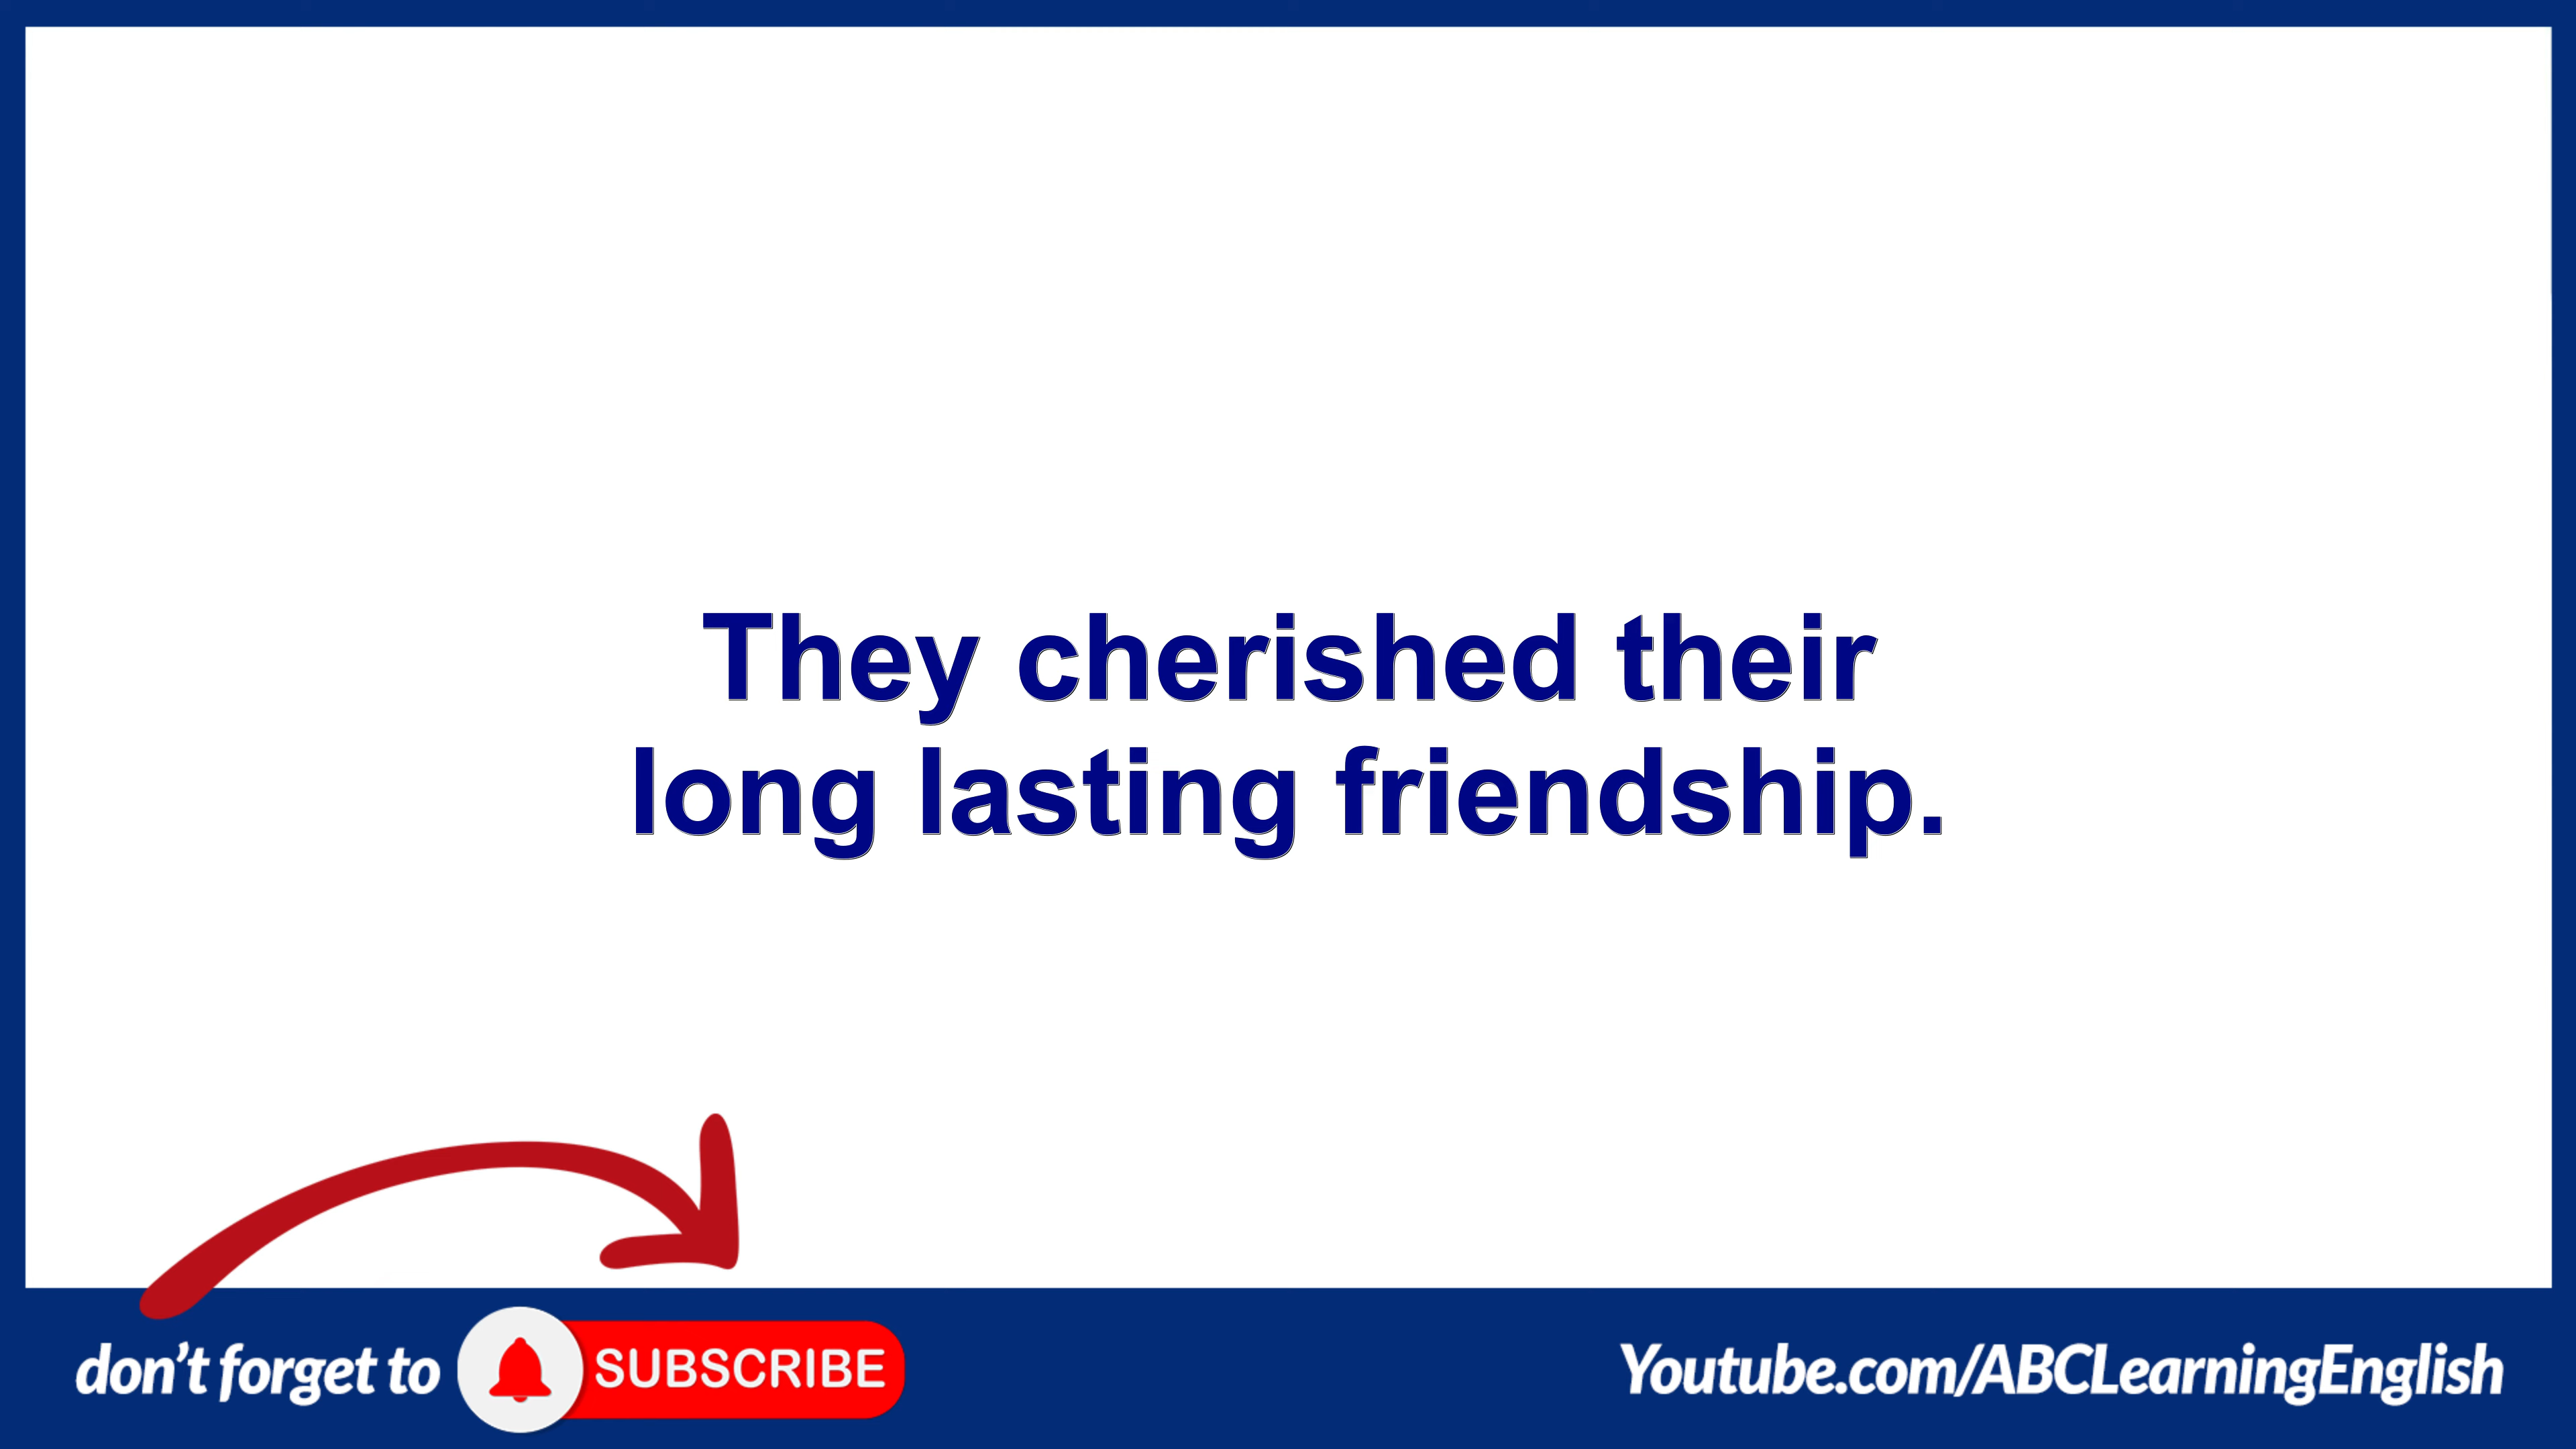 They cherished their
long lasting friendship.
don't forget to SUBSCRIBE Youtube.com/ABCLearningEnglish